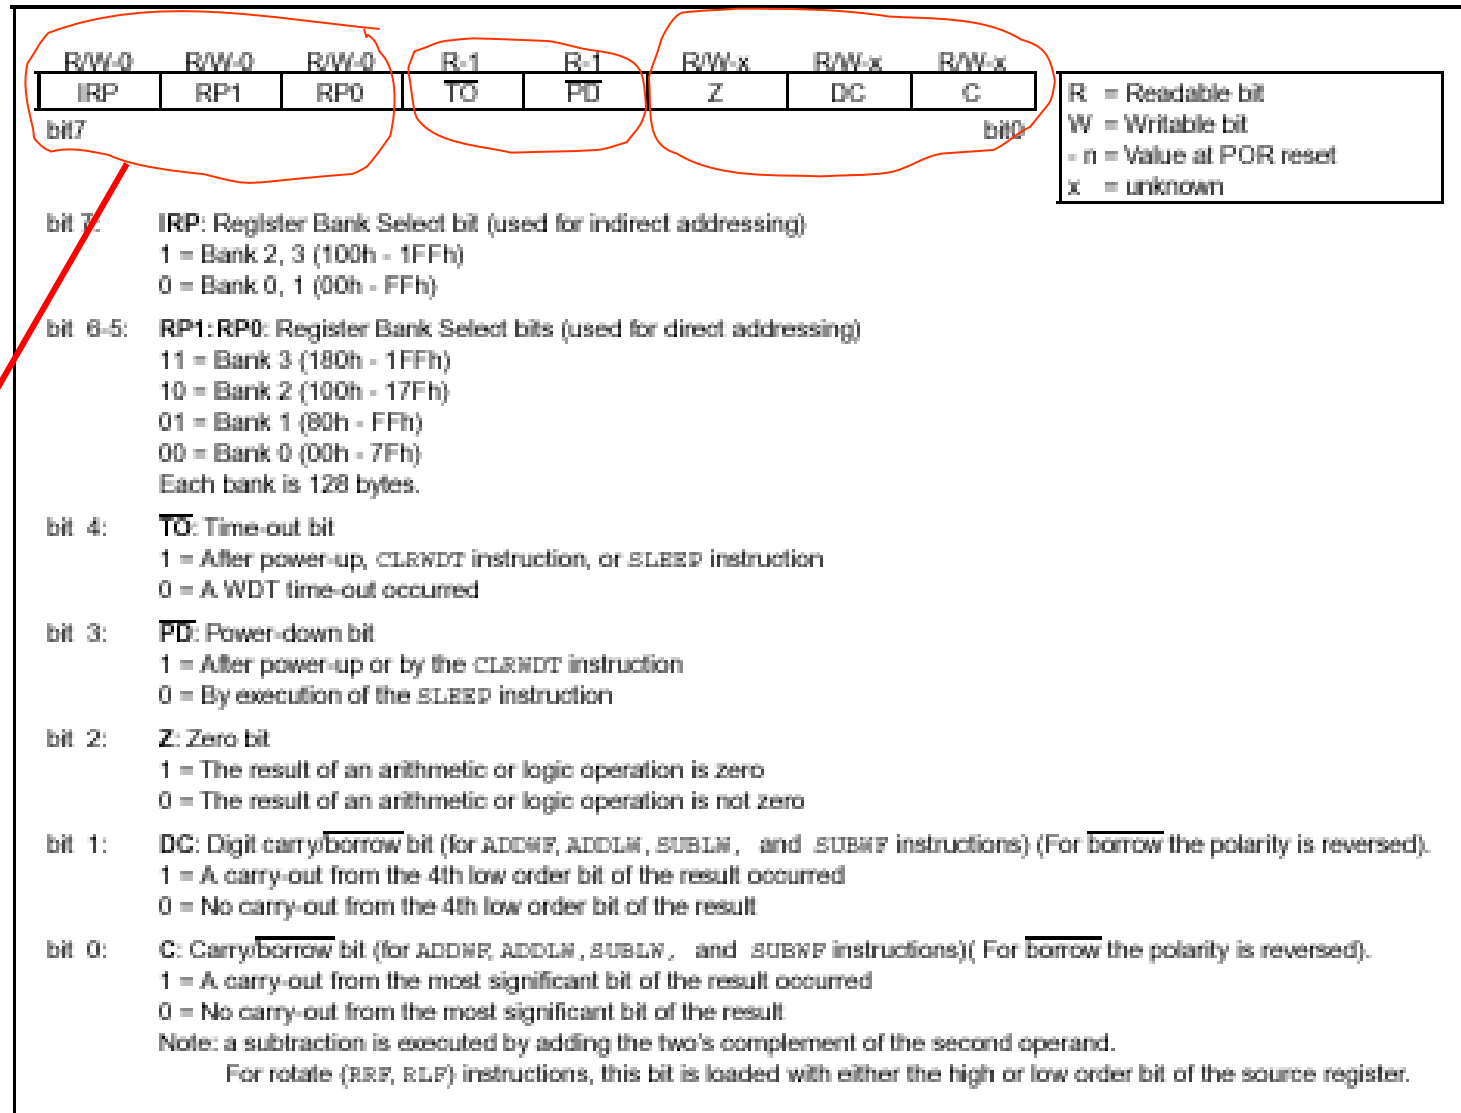 R/W-0 R/W-0 R/W-0 R-1 R-1 R/W-x R/W-x R/W-x
IRP RP1 RP0 T̅O̅ P̅D̅ Z DC C
bit7 bit0
R = Readable bit
W = Writable bit
- n = Value at POR reset
x = unknown
bit 7: IRP: Register Bank Select bit (used for indirect addressing)
1 = Bank 2, 3 (100h - 1FFh)
0 = Bank 0, 1 (00h - FFh)
bit 6-5: RP1:RP0: Register Bank Select bits (used for direct addressing)
11 = Bank 3 (180h - 1FFh)
10 = Bank 2 (100h - 17Fh)
01 = Bank 1 (80h - FFh)
00 = Bank 0 (00h - 7Fh)
Each bank is 128 bytes.
bit 4: T̅O̅: Time-out bit
1 = After power-up, CLRWDT instruction, or SLEEP instruction
0 = A WDT time-out occurred
bit 3: P̅D̅: Power-down bit
1 = After power-up or by the CLRWDT instruction
0 = By execution of the SLEEP instruction
bit 2: Z: Zero bit
1 = The result of an arithmetic or logic operation is zero
0 = The result of an arithmetic or logic operation is not zero
bit 1: DC: Digit carry/b̅o̅r̅r̅o̅w̅ bit (for ADDWF, ADDLW, SUBLW, and SUBWF instructions) (For b̅o̅r̅r̅o̅w̅ the polarity is reversed).
1 = A carry-out from the 4th low order bit of the result occurred
0 = No carry-out from the 4th low order bit of the result
bit 0: C: Carry/b̅o̅r̅r̅o̅w̅ bit (for ADDWF, ADDLW, SUBLW, and SUBWF instructions)( For b̅o̅r̅r̅o̅w̅ the polarity is reversed).
1 = A carry-out from the most significant bit of the result occurred
0 = No carry-out from the most significant bit of the result
Note: a subtraction is executed by adding the two's complement of the second operand.
For rotate (RRF, RLF) instructions, this bit is loaded with either the high or low order bit of the source register.